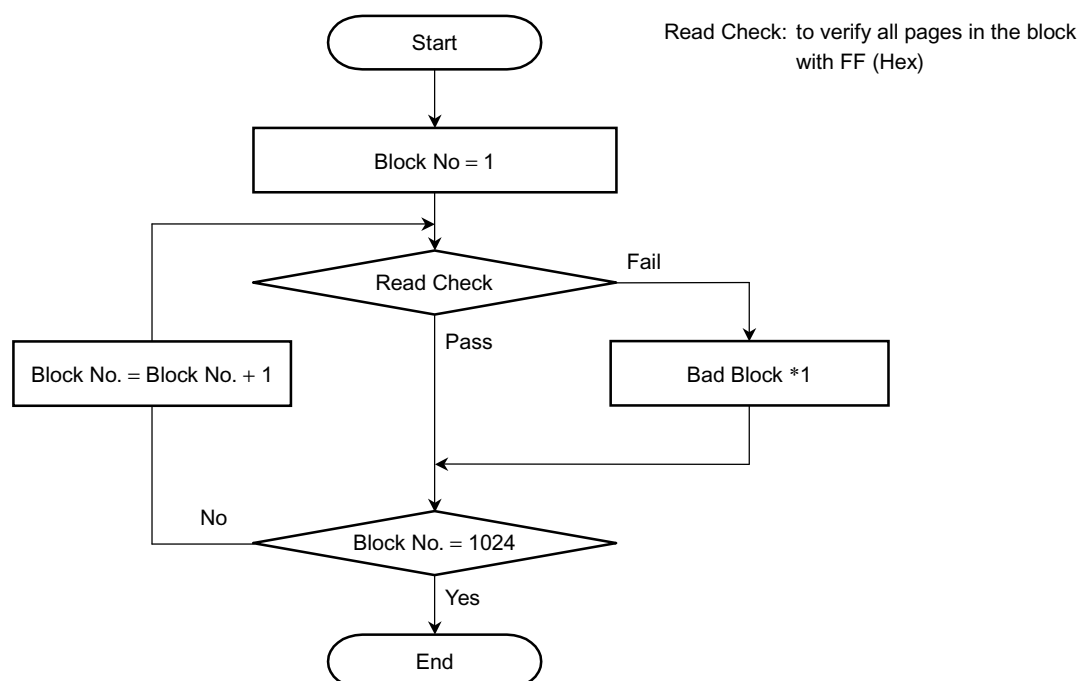 Start
Read Check: to verify all pages in the block
with FF (Hex)
Block No = 1
Read Check
Fail
Pass
Block No. = Block No. + 1
Bad Block *1
No
Block No. = 1024
Yes
End